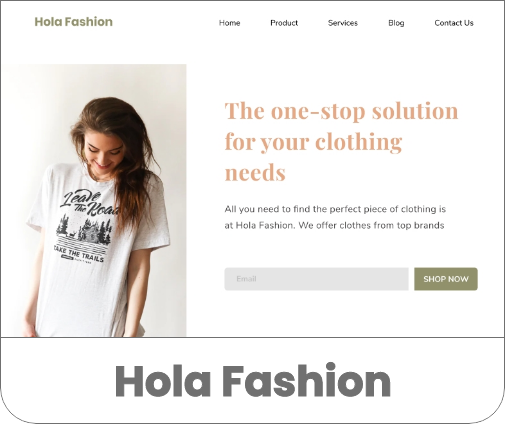 Hola Fashion
Home
Product
Services
Blog
Contact Us
The one-stop solution
for your clothing
needs
All you need to find the perfect piece of clothing is
at Hola Fashion. We offer clothes from top brands
Email
SHOP NOW
Leave
The Road
TAKE THE TRAILS
Hola Fashion